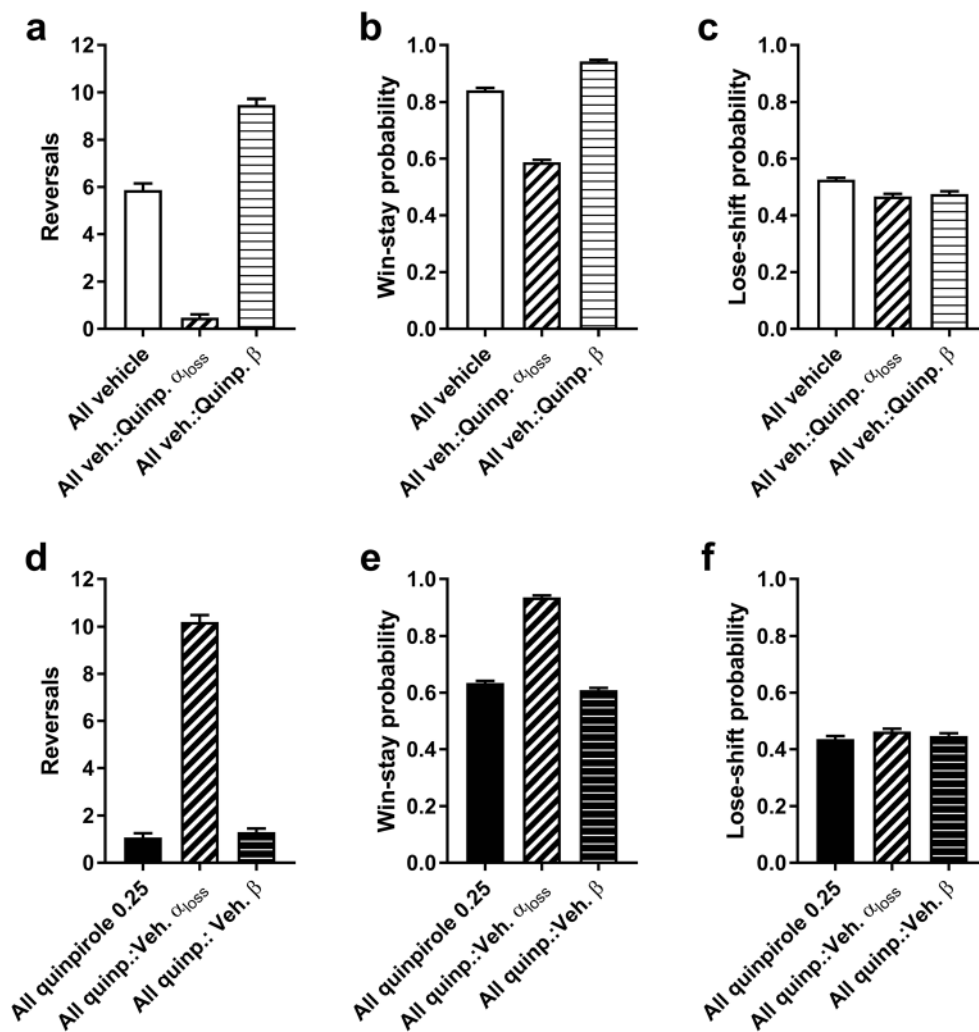 a
Reversals
12
10
8
6
4
2
0
All vehicle
All veh.::Quinp. αloss
All veh.::Quinp. β
b
Win-stay probability
1.0
0.8
0.6
0.4
0.2
0.0
All vehicle
All veh.::Quinp. αloss
All veh.::Quinp. β
c
Lose-shift probability
1.0
0.8
0.6
0.4
0.2
0.0
All vehicle
All veh.::Quinp. αloss
All veh.::Quinp. β
d
Reversals
12
10
8
6
4
2
0
All quinpirole 0.25
All quinp.::Veh. αloss
All quinp.:: Veh. β
e
Win-stay probability
1.0
0.8
0.6
0.4
0.2
0.0
All quinpirole 0.25
All quinp.::Veh. αloss
All quinp.::Veh. β
f
Lose-shift probability
1.0
0.8
0.6
0.4
0.2
0.0
All quinpirole 0.25
All quinp.::Veh. αloss
All quinp.::Veh. β